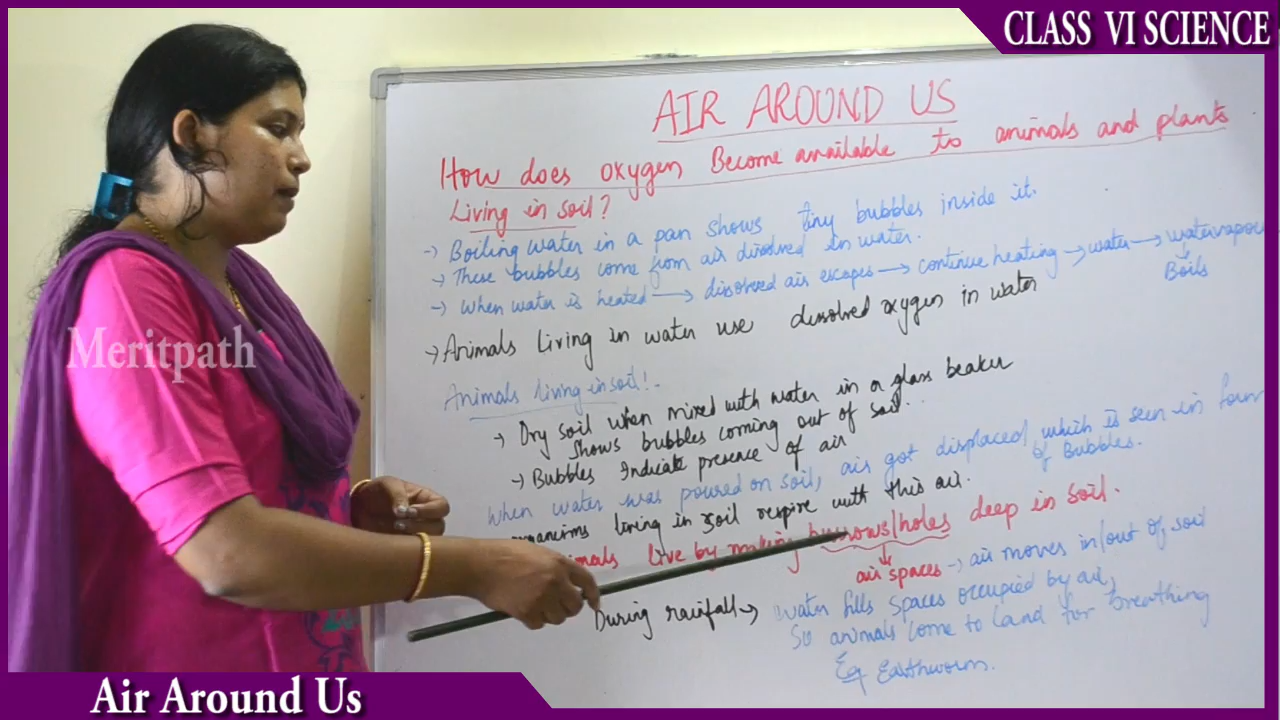 CLASS VI SCIENCE
AIR AROUND US
How does oxygen Become available to animals and plants
Living in soil?
-> Boiling water in a pan shows tiny bubbles inside it.
-> These bubbles come from air dissolved in water.
-> When water is heated -> dissolved air escapes -> continue heating -> water -> watervapour
Boils
-> Animals Living in water use dissolved oxygen in water
Animals living in soil!-
-> Dry soil when mixed with water in a glass beaker
shows bubbles coming out of soil.
-> Bubbles Indicate presence of air
When water was poured on soil, air got displaced which is seen in form
of Bubbles.
living in soil respire with this air.
live by making burrows/holes deep in soil.
air spaces -> air moves in/out of soil
During rainfall -> water fills spaces occupied by air,
So animals come to land for breathing
Eg Earthworm.
Meritpath
Air Around Us